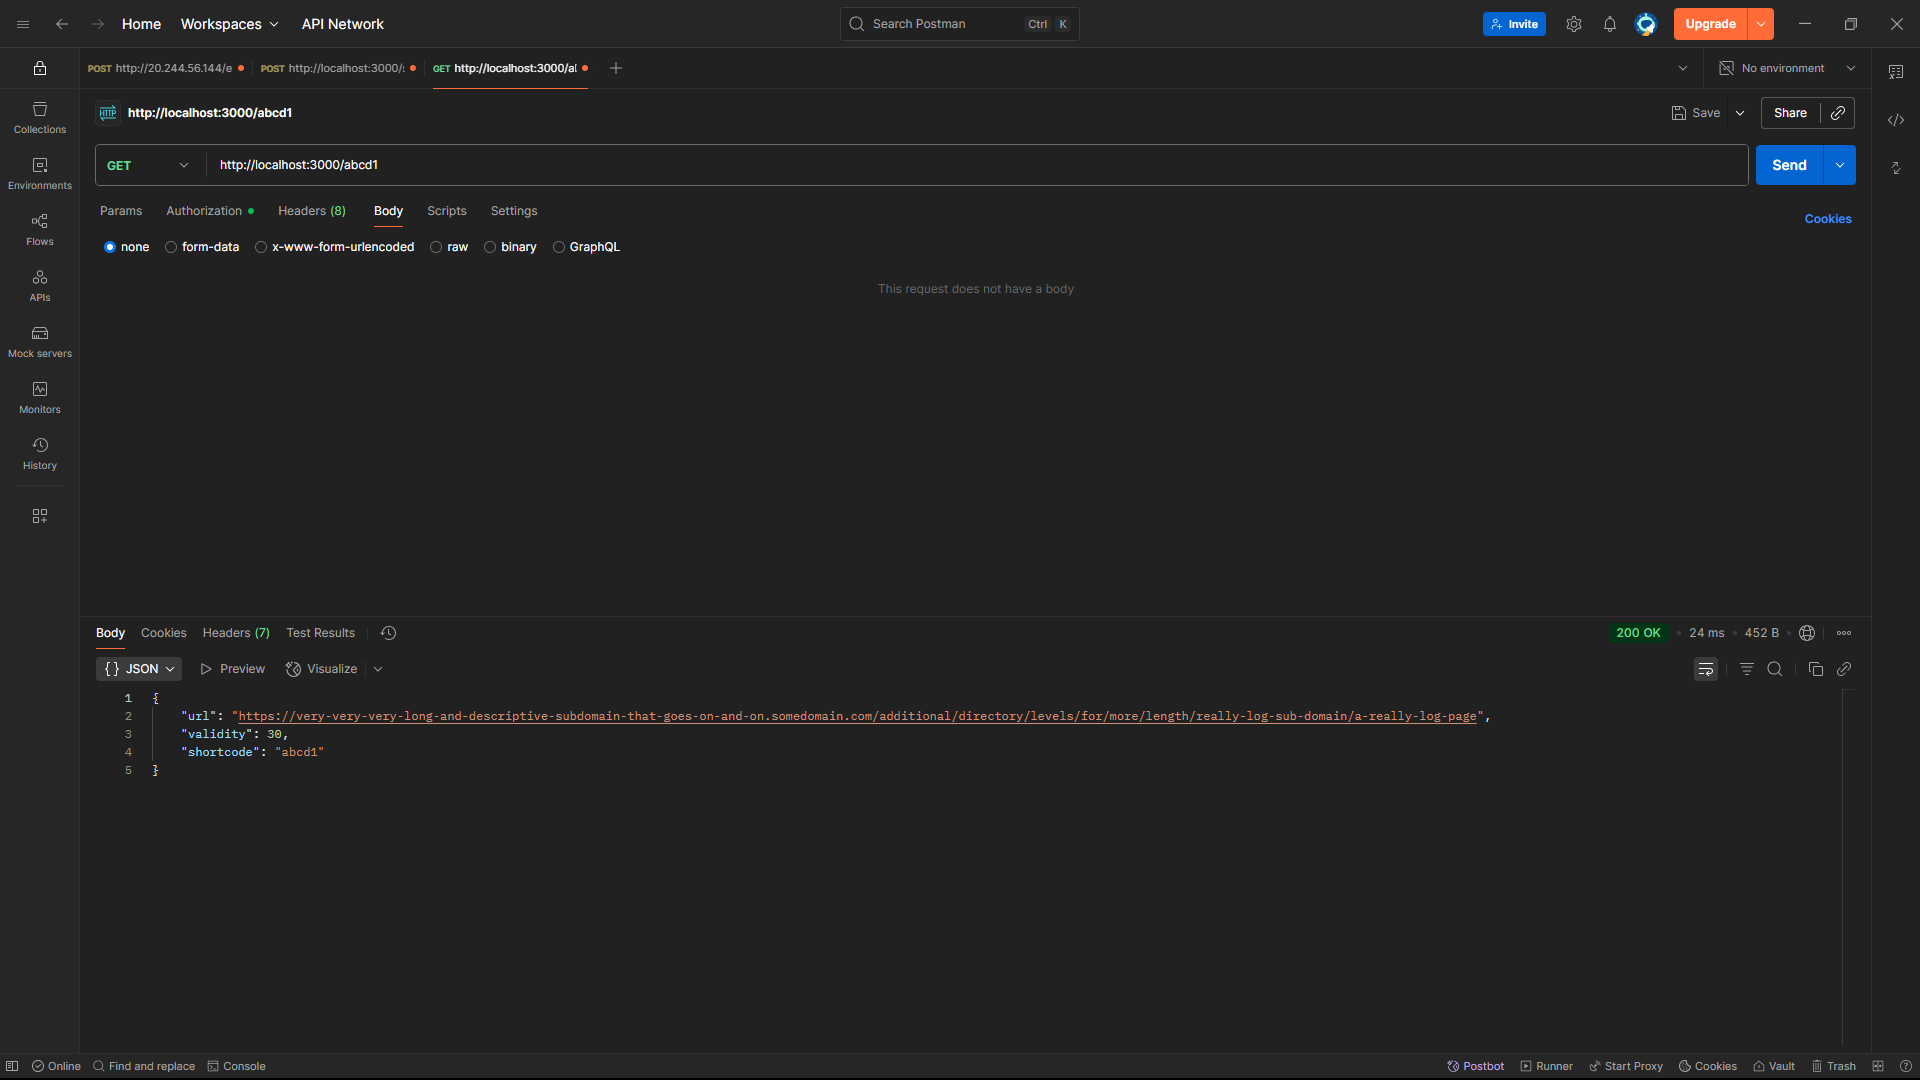 Home Workspaces API Network Search Postman Ctrl K Invite Upgrade
POST http://20.244.56.144/e POST http://localhost:3000/s GET http://localhost:3000/al No environment
HTTP http://localhost:3000/abcd1 Save Share
Collections
GET http://localhost:3000/abcd1 Send
Environments
Params Authorization Headers (8) Body Scripts Settings Cookies
Flows
none form-data x-www-form-urlencoded raw binary GraphQL
This request does not have a body
APIs
Mock servers
Monitors
History
Body Cookies Headers (7) Test Results 200 OK • 24 ms • 452 B
{ } JSON Preview Visualize
1 {
2 "url": "https://very-very-very-long-and-descriptive-subdomain-that-goes-on-and-on.somedomain.com/additional/directory/levels/for/more/length/really-log-sub-domain/a-really-log-page",
3 "validity": 30,
4 "shortcode": "abcd1"
5 }
Online Find and replace Console Postbot Runner Start Proxy Cookies Vault Trash